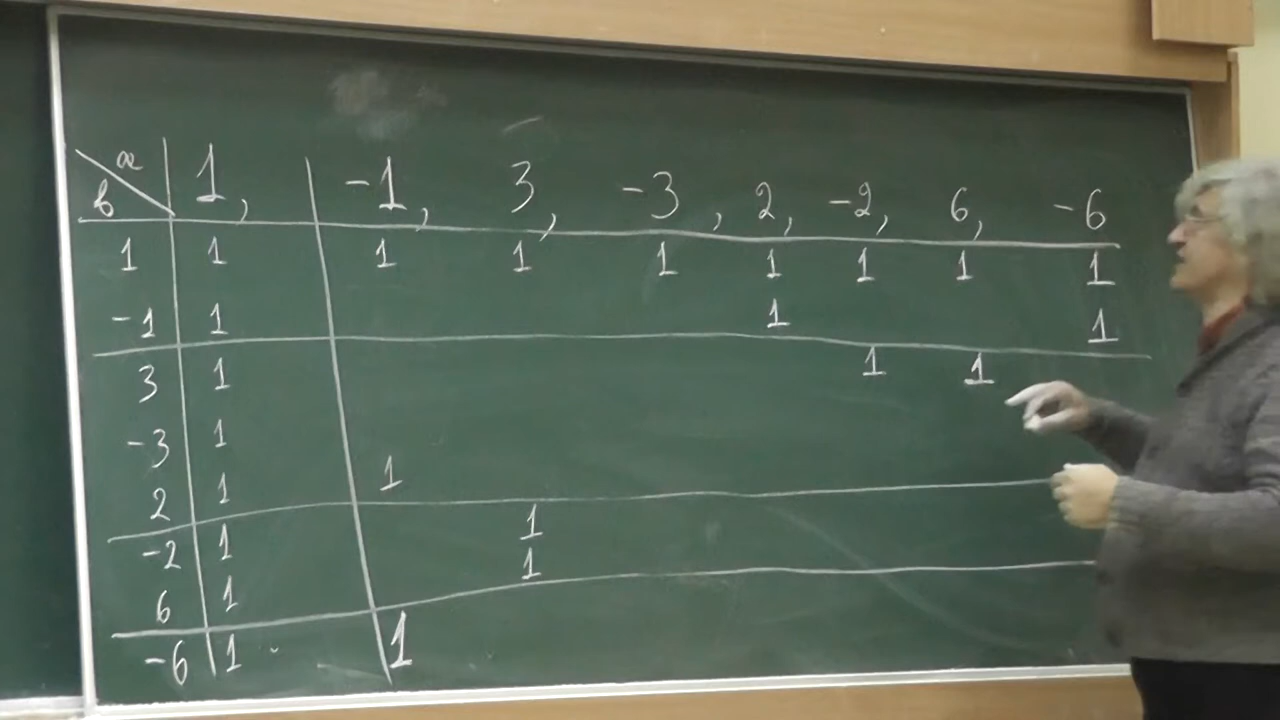 a 1, -1, 3, -3, 2, -2, 6, -6
b
1 1 1 1 1 1 1 1 1
-1 1 1 1
3 1 1 1
-3 1
2 1 1
-2 1 1
6 1 1
-6 1 1